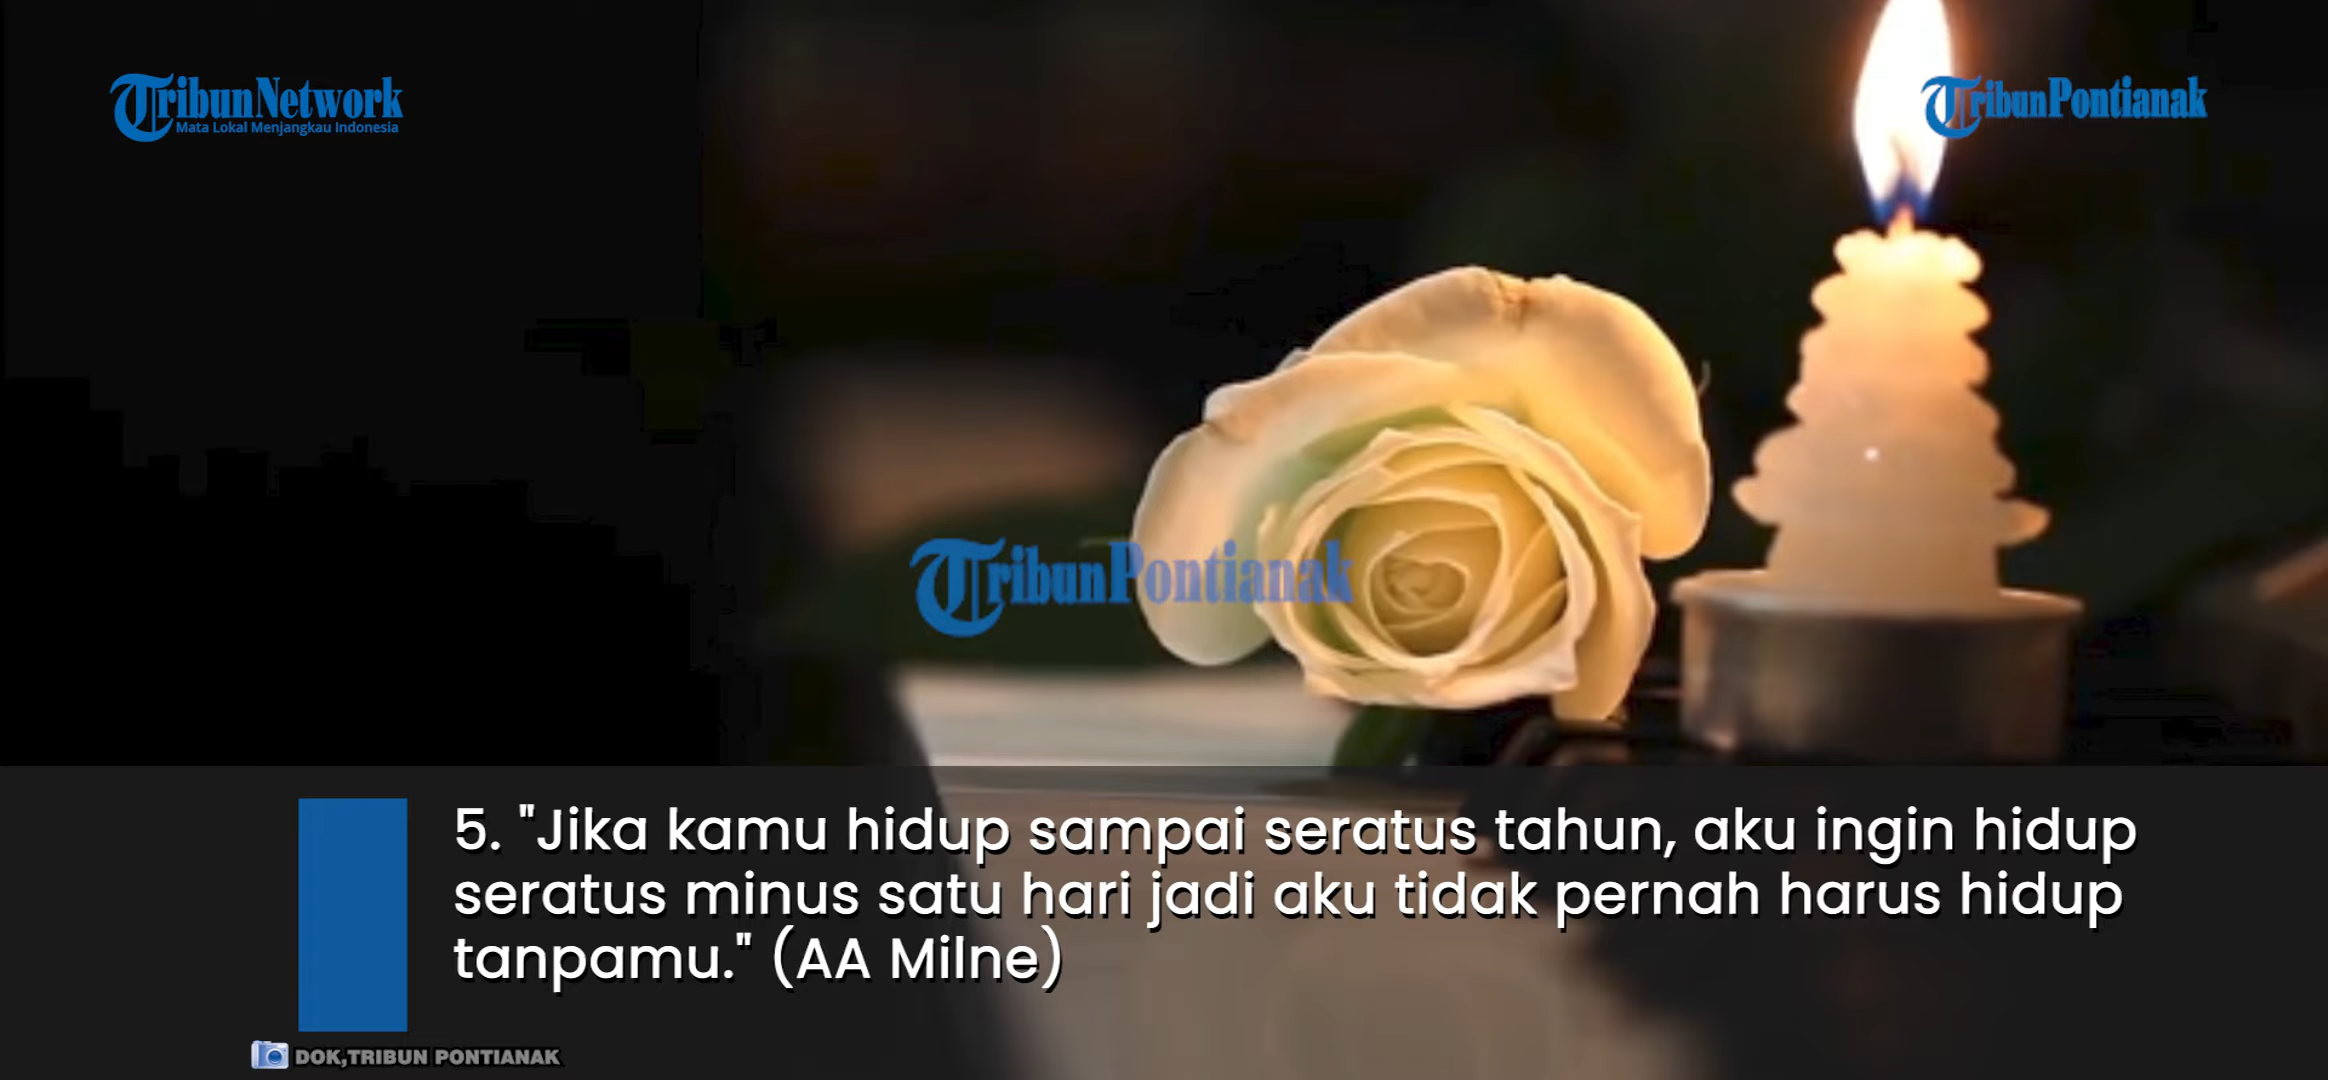 TribunNetwork
Mata Lokal Menjangkau Indonesia
TribunPontianak
TribunPontianak
5. "Jika kamu hidup sampai seratus tahun, aku ingin hidup
seratus minus satu hari jadi aku tidak pernah harus hidup
tanpamu." (AA Milne)
DOK,TRIBUN PONTIANAK